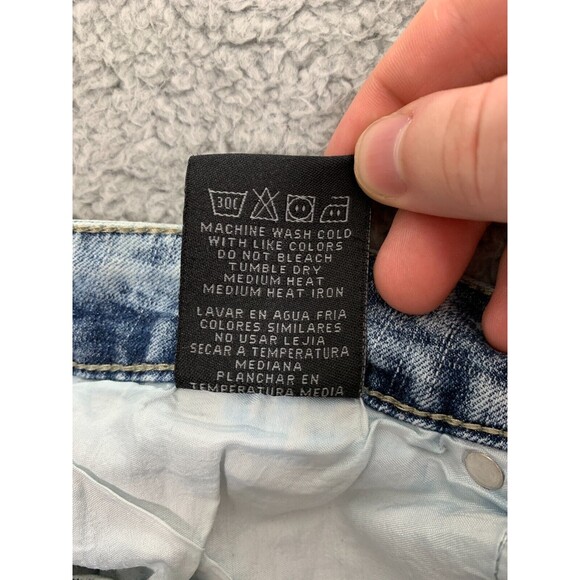 30C
MACHINE WASH COLD
WITH LIKE COLORS
DO NOT BLEACH
TUMBLE DRY
MEDIUM HEAT
MEDIUM HEAT IRON
LAVAR EN AGUA FRIA
COLORES SIMILARES
NO USAR LEJIA
SECAR A TEMPERATURA
MEDIANA
PLANCHAR EN
TEMPERATURA MEDIA